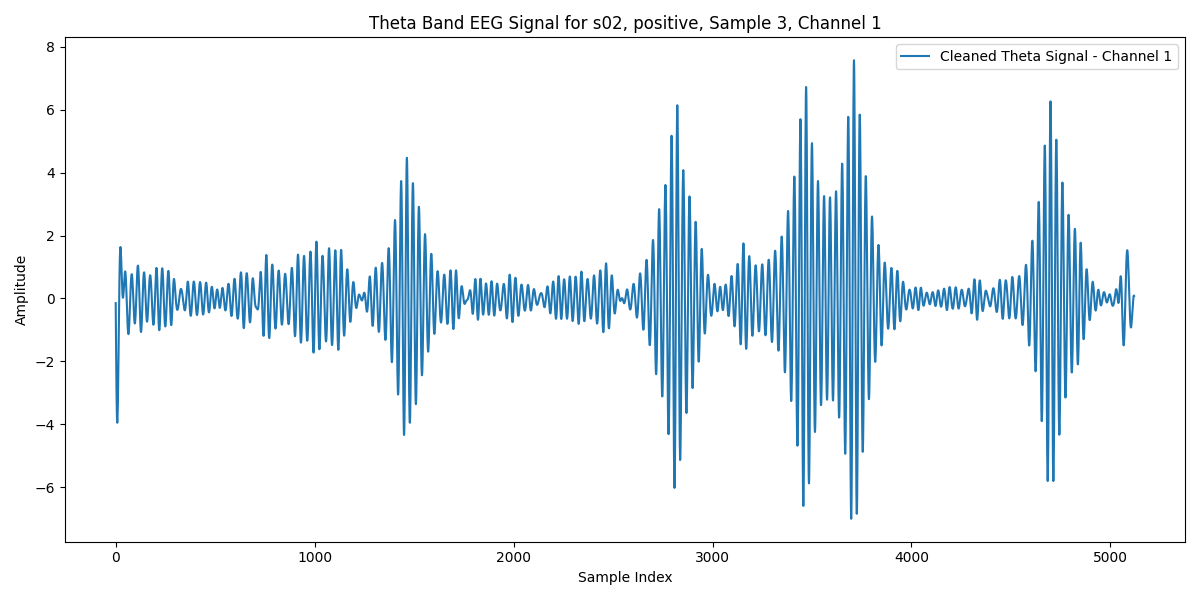 Theta Band EEG Signal for s02, positive, Sample 3, Channel 1
Cleaned Theta Signal - Channel 1
Amplitude
8
6
4
2
0
−2
−4
−6
0 1000 2000 3000 4000 5000
Sample Index